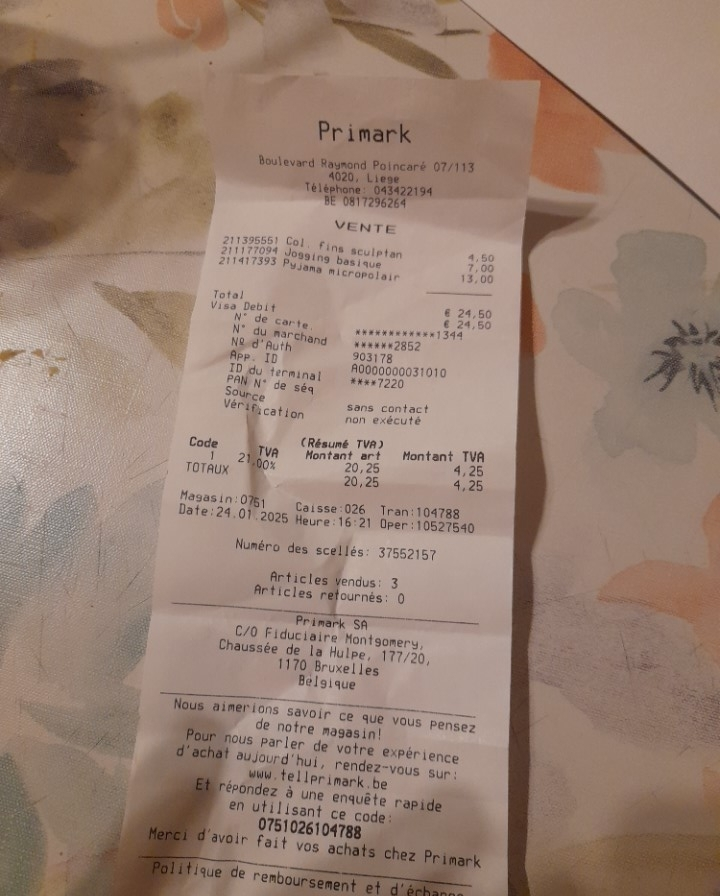 Primark
Boulevard Raymond Poincaré 07/113
4020, Liege
Téléphone: 043422194
BE 0817296264
VENTE
211395551 Col. fins sculptan 4,50
211177094 Jogging basique 7,00
211417393 Pyjama micropolair 13,00
Total € 24,50
Visa Debit € 24,50
N° de carte. ************1344
N° du marchand ******2852
Nº d'Auth 903178
App. ID A0000000031010
ID du terminal ****7220
PAN N° de séq
Source sans contact
Vérification non exécuté
(Résumé TVA)
Code TVA Montant art Montant TVA
1 21.00% 20,25 4,25
TOTAUX 20,25 4,25
Magasin:0751 Caisse:026 Tran:104788
Date:24.01.2025 Heure:16:21 Oper:10527540
Numéro des scellés: 37552157
Articles vendus: 3
Articles retournés: 0
Primark SA
C/O Fiduciaire Montgomery,
Chaussée de la Hulpe, 177/20,
1170 Bruxelles
Belgique
Nous aimerions savoir ce que vous pensez
de notre magasin!
Pour nous parler de votre expérience
d'achat aujourd'hui, rendez-vous sur:
www.tellprimark.be
Et répondez à une enquête rapide
en utilisant ce code:
0751026104788
Merci d'avoir fait vos achats chez Primark
Politique de remboursement et d'échange